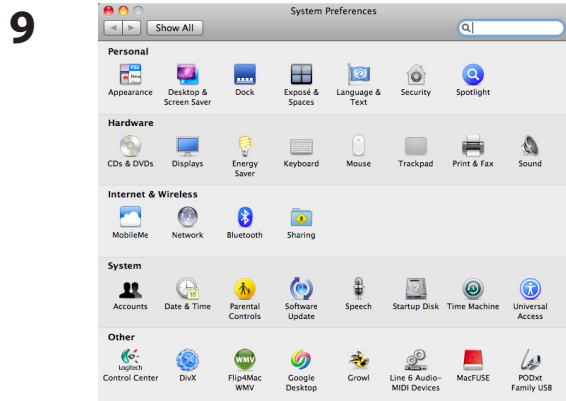 9
System Preferences
Show All
Personal
Appearance Desktop & Screen Saver Dock Exposé & Spaces Language & Text Security Spotlight
Hardware
CDs & DVDs Displays Energy Saver Keyboard Mouse Trackpad Print & Fax Sound
Internet & Wireless
MobileMe Network Bluetooth Sharing
System
Accounts Date & Time Parental Controls Software Update Speech Startup Disk Time Machine Universal Access
Other
Logitech Control Center DivX Flip4Mac WMV Google Desktop Growl Line 6 Audio-MIDI Devices MacFUSE PODxt Family USB